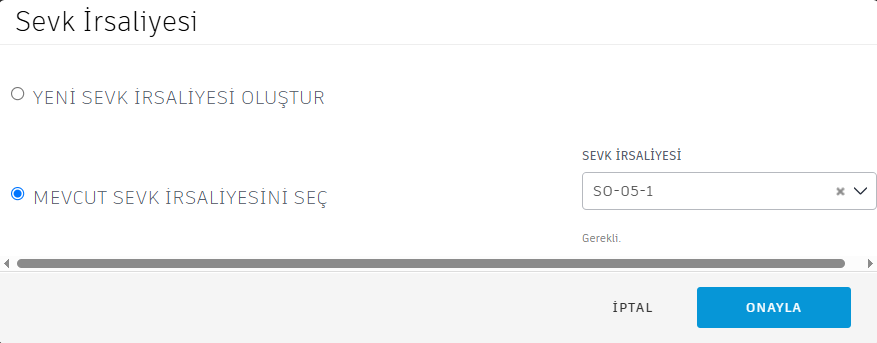 Sevk İrsaliyesi
YENİ SEVK İRSALİYESİ OLUŞTUR
SEVK İRSALİYESİ
MEVCUT SEVK İRSALİYESİNİ SEÇ
SO-05-1
Gerekli.
İPTAL
ONAYLA